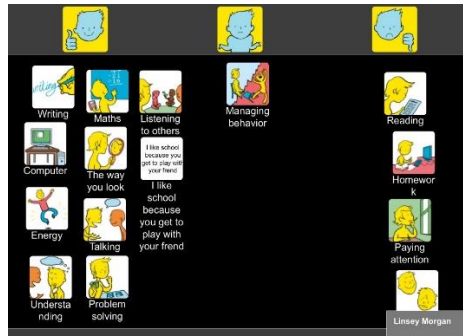 writing
Writing
Maths
Listening
to others
Managing
behavior
Reading
Computer
The way
you look
I like school
because you
get to play with
your frend
I like
school
because
you get to
play with
your frend
Homewor
k
Energy
Talking
Paying
attention
Understa
nding
Problem
solving
Linsey Morgan